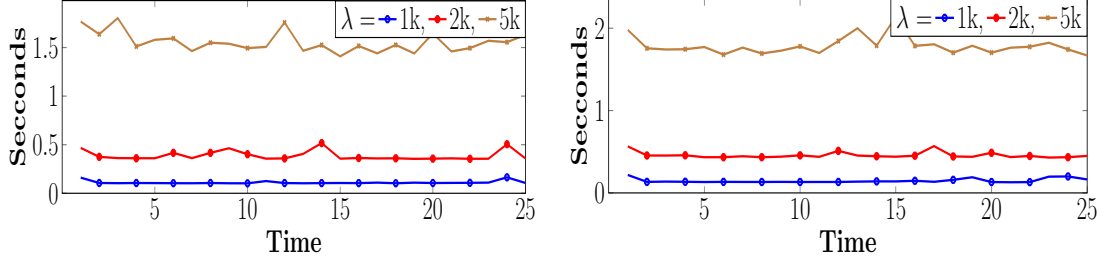 λ = 1k, 2k, 5k
1.5
1
0.5
0
5 10 15 20 25
Secconds
Time
λ = 1k, 2k, 5k
2
1
0
5 10 15 20 25
Secconds
Time